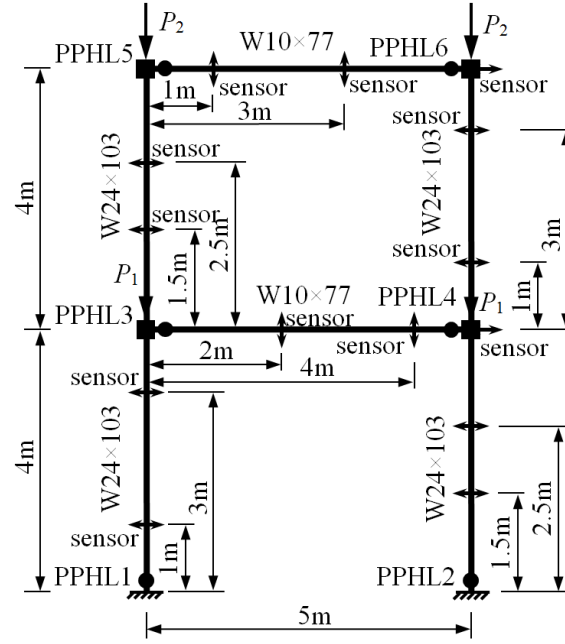 P₂
P₂
PPHL5
W10×77
PPHL6
sensor
sensor
sensor
1m
3m
sensor
sensor
W24×103
4m
sensor
2.5m
W24×103
3m
sensor
1.5m
sensor
1m
P₁
W10×77
PPHL4
P₁
PPHL3
sensor
sensor
sensor
2m
4m
sensor
W24×103
3m
4m
W24×103
2.5m
1.5m
sensor
1m
PPHL1
PPHL2
5m